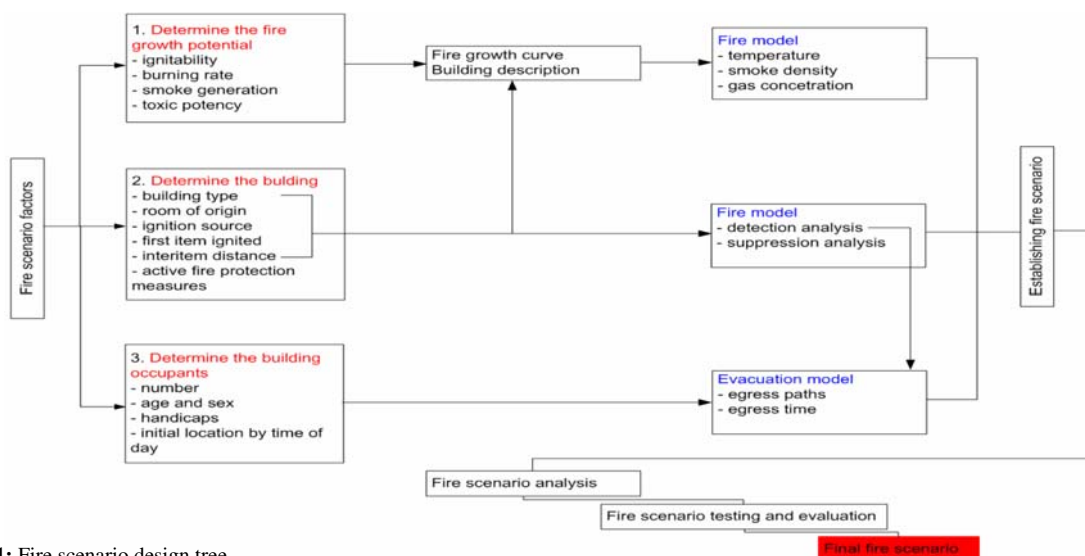 Fire scenario factors
1. Determine the fire
growth potential
- ignitability
- burning rate
- smoke generation
- toxic potency
2. Determine the bulding
- building type
- room of origin
- ignition source
- first item ignited
- interitem distance
- active fire protection
measures
3. Determine the building
occupants
- number
- age and sex
- handicaps
- initial location by time of
day
Fire growth curve
Building description
Fire model
- temperature
- smoke density
- gas concetration
Fire model
- detection analysis
- suppression analysis
Evacuation model
- egress paths
- egress time
Establishing fire scenario
Fire scenario analysis
Fire scenario testing and evaluation
Final fire scenario
1: Fire scenario design tree